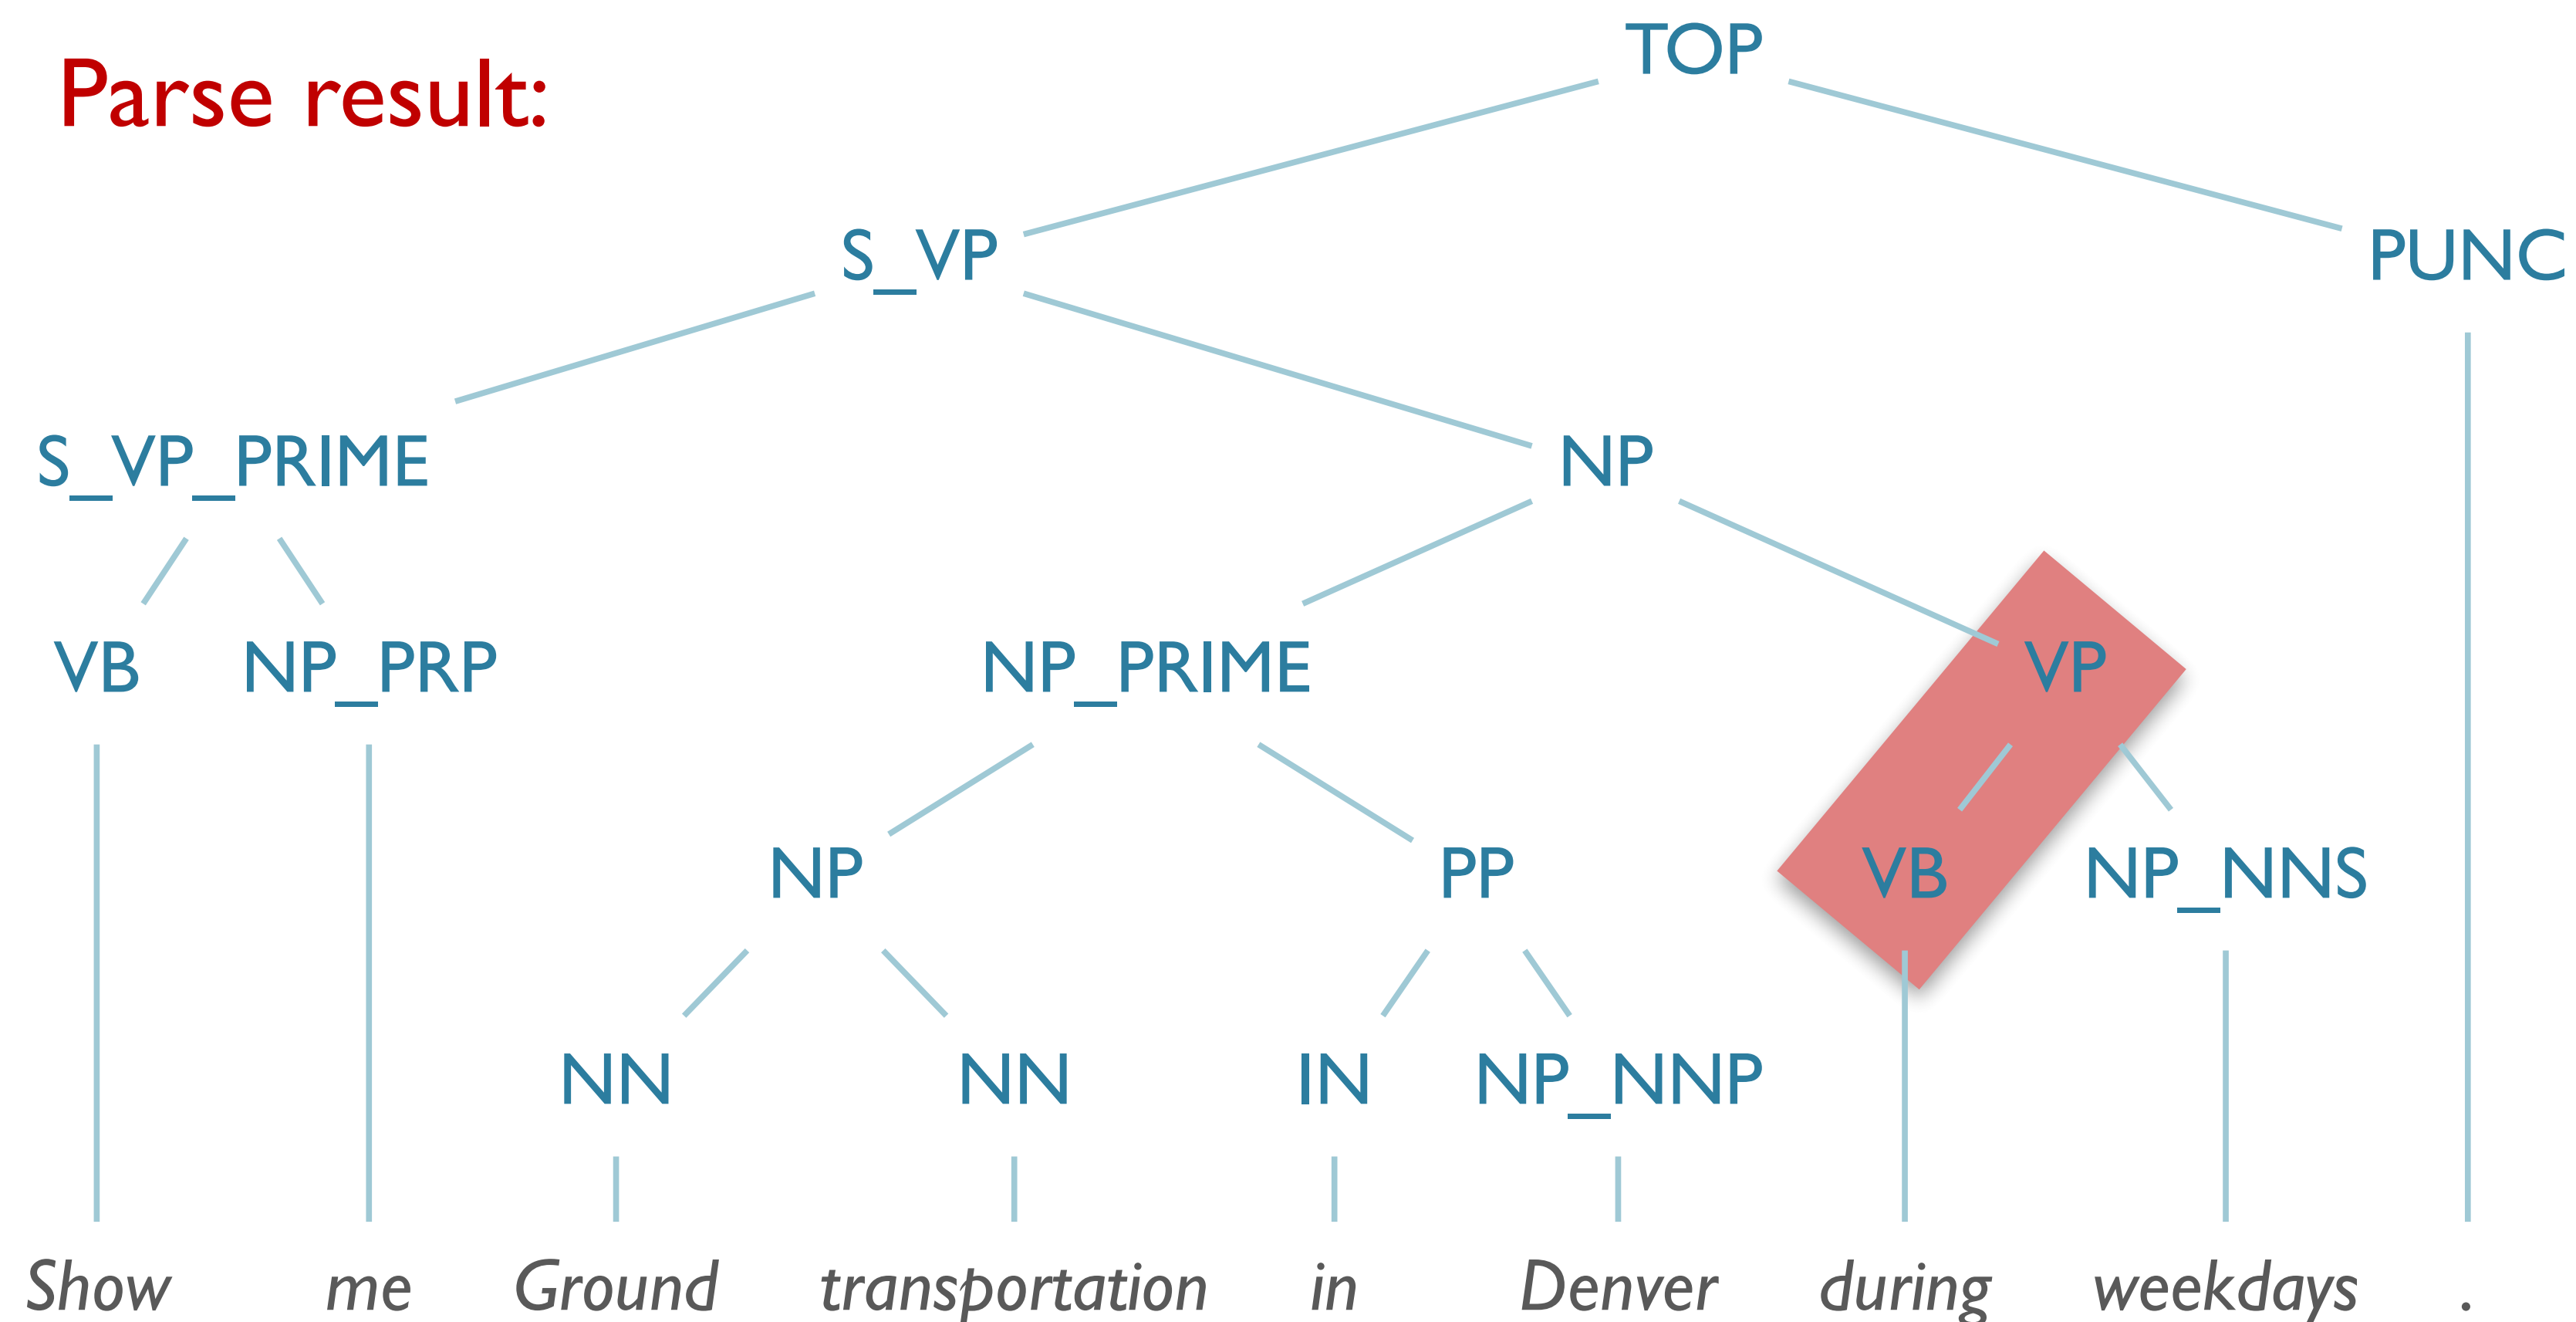 TOP
Parse result:
S_VP PUNC
S_VP_PRIME NP
VB NP_PRP NP_PRIME VP
NP PP VB NP_NNS
NN NN IN NP_NNP
Show me Ground transportation in Denver during weekdays .